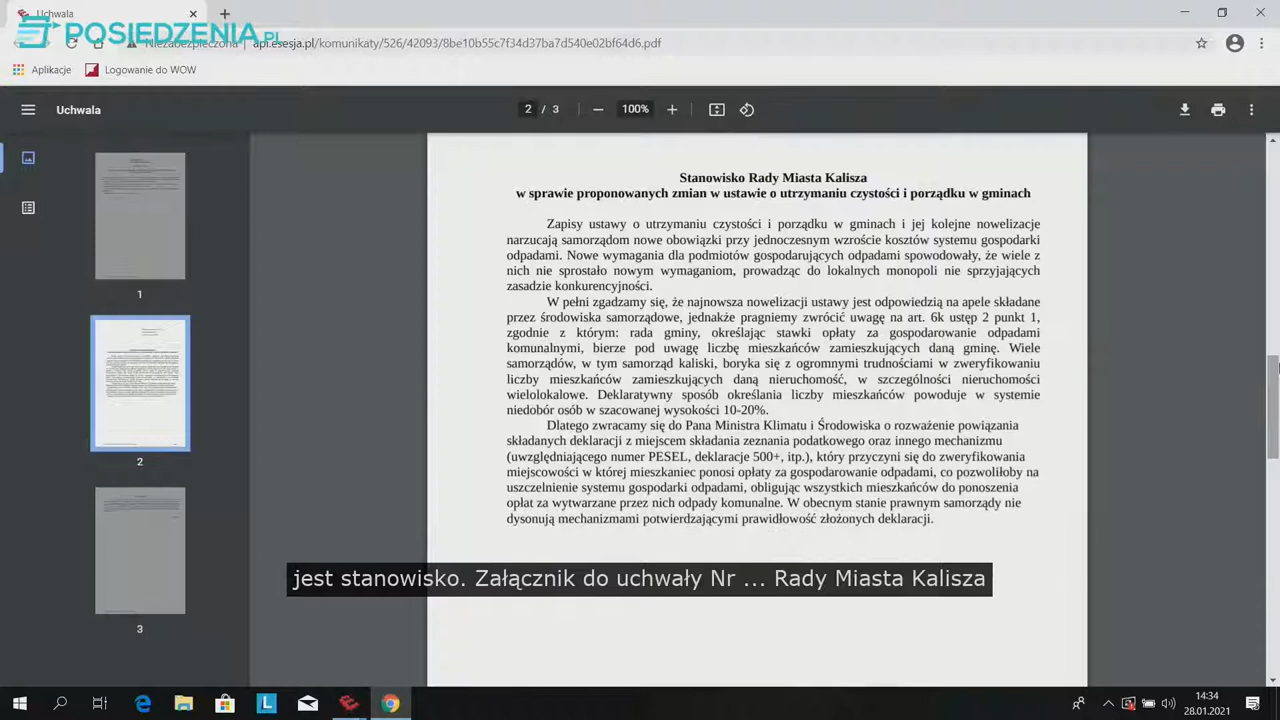 Uchwala
POSIEDZENIA.PL
Niezabezpieczona
api.esesja.pl/komunikaty/526/42093/8be10b55c7f34d37ba7d540e02bf64d6.pdf
Aplikacje
Logowanie do WOW
Uchwala
2 / 3
100%
Stanowisko Rady Miasta Kalisza
w sprawie proponowanych zmian w ustawie o utrzymaniu czystości i porządku w gminach
Zapisy ustawy o utrzymaniu czystości i porządku w gminach i jej kolejne nowelizacje
narzucają samorządom nowe obowiązki przy jednoczesnym wzroście kosztów systemu gospodarki
odpadami. Nowe wymagania dla podmiotów gospodarujących odpadami spowodowały, że wiele z
nich nie sprostało nowym wymaganiom, prowadząc do lokalnych monopoli nie sprzyjających
zasadzie konkurencyjności.
W pełni zgadzamy się, że najnowsza nowelizacji ustawy jest odpowiedzią na apele składane
przez środowiska samorządowe, jednakże pragniemy zwrócić uwagę na art. 6k ustęp 2 punkt 1,
zgodnie z którym: rada gminy, określając stawki opłaty za gospodarowanie odpadami
komunalnymi, bierze pod uwagę liczbę mieszkańców zamieszkujących daną gminę. Wiele
samorządów, w tym samorząd kaliski, boryka się z ogromnymi trudnościami w zweryfikowaniu
liczby mieszkańców zamieszkujących daną nieruchomość, w szczególności nieruchomości
wielolokalowe. Deklaratywny sposób określania liczby mieszkańców powoduje w systemie
niedobór osób w szacowanej wysokości 10-20%.
Dlatego zwracamy się do Pana Ministra Klimatu i Środowiska o rozważenie powiązania
składanych deklaracji z miejscem składania zeznania podatkowego oraz innego mechanizmu
(uwzględniającego numer PESEL, deklaracje 500+, itp.), który przyczyni się do zweryfikowania
miejscowości w której mieszkaniec ponosi opłaty za gospodarowanie odpadami, co pozwoliłoby na
uszczelnienie systemu gospodarki odpadami, obligując wszystkich mieszkańców do ponoszenia
opłat za wytwarzane przez nich odpady komunalne. W obecnym stanie prawnym samorządy nie
dysonują mechanizmami potwierdzającymi prawidłowość złożonych deklaracji.
jest stanowisko. Załącznik do uchwały Nr ... Rady Miasta Kalisza
1
2
3
14:34
28.01.2021